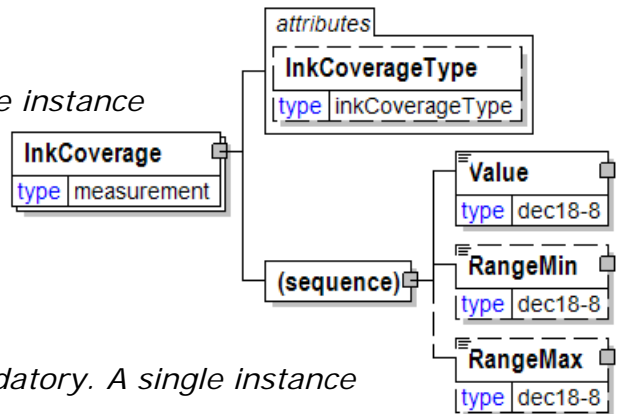 attributes
InkCoverageType
type inkCoverageType
instance
InkCoverage
type measurement
Value
type dec18-8
(sequence)
RangeMin
type dec18-8
RangeMax
type dec18-8
datory. A single instance